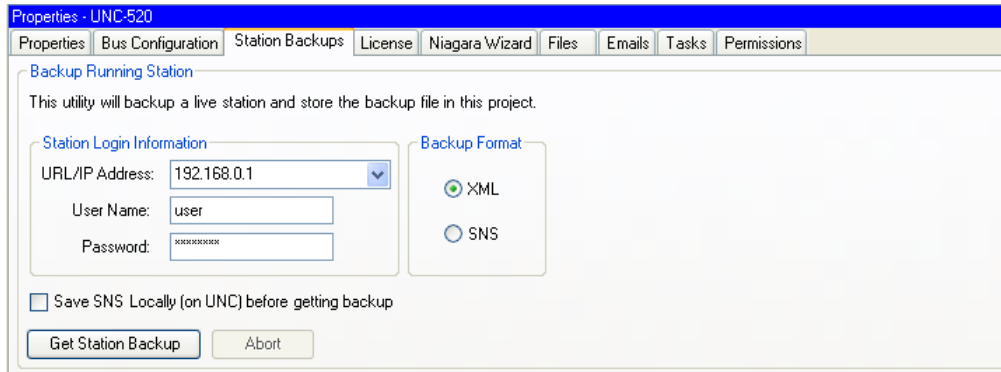 Properties - UNC-520
Properties Bus Configuration Station Backups License Niagara Wizard Files Emails Tasks Permissions
Backup Running Station
This utility will backup a live station and store the backup file in this project.
Station Login Information
URL/IP Address: 192.168.0.1
User Name: user
Password: ********
Backup Format
XML
SNS
Save SNS Locally (on UNC) before getting backup
Get Station Backup Abort